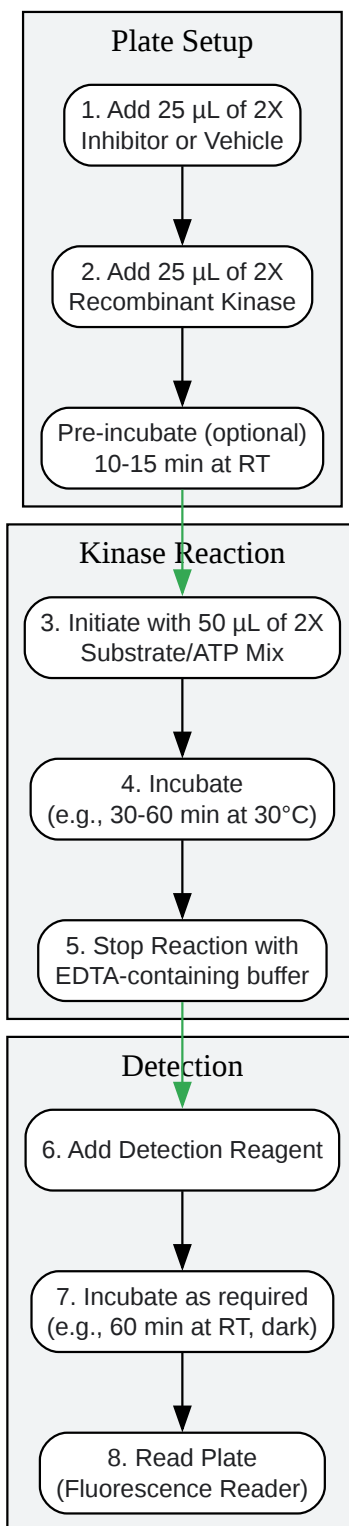 Plate Setup
1. Add 25 µL of 2X
Inhibitor or Vehicle
2. Add 25 µL of 2X
Recombinant Kinase
Pre-incubate (optional)
10-15 min at RT
Kinase Reaction
3. Initiate with 50 µL of 2X
Substrate/ATP Mix
4. Incubate
(e.g., 30-60 min at 30°C)
5. Stop Reaction with
EDTA-containing buffer
Detection
6. Add Detection Reagent
7. Incubate as required
(e.g., 60 min at RT, dark)
8. Read Plate
(Fluorescence Reader)